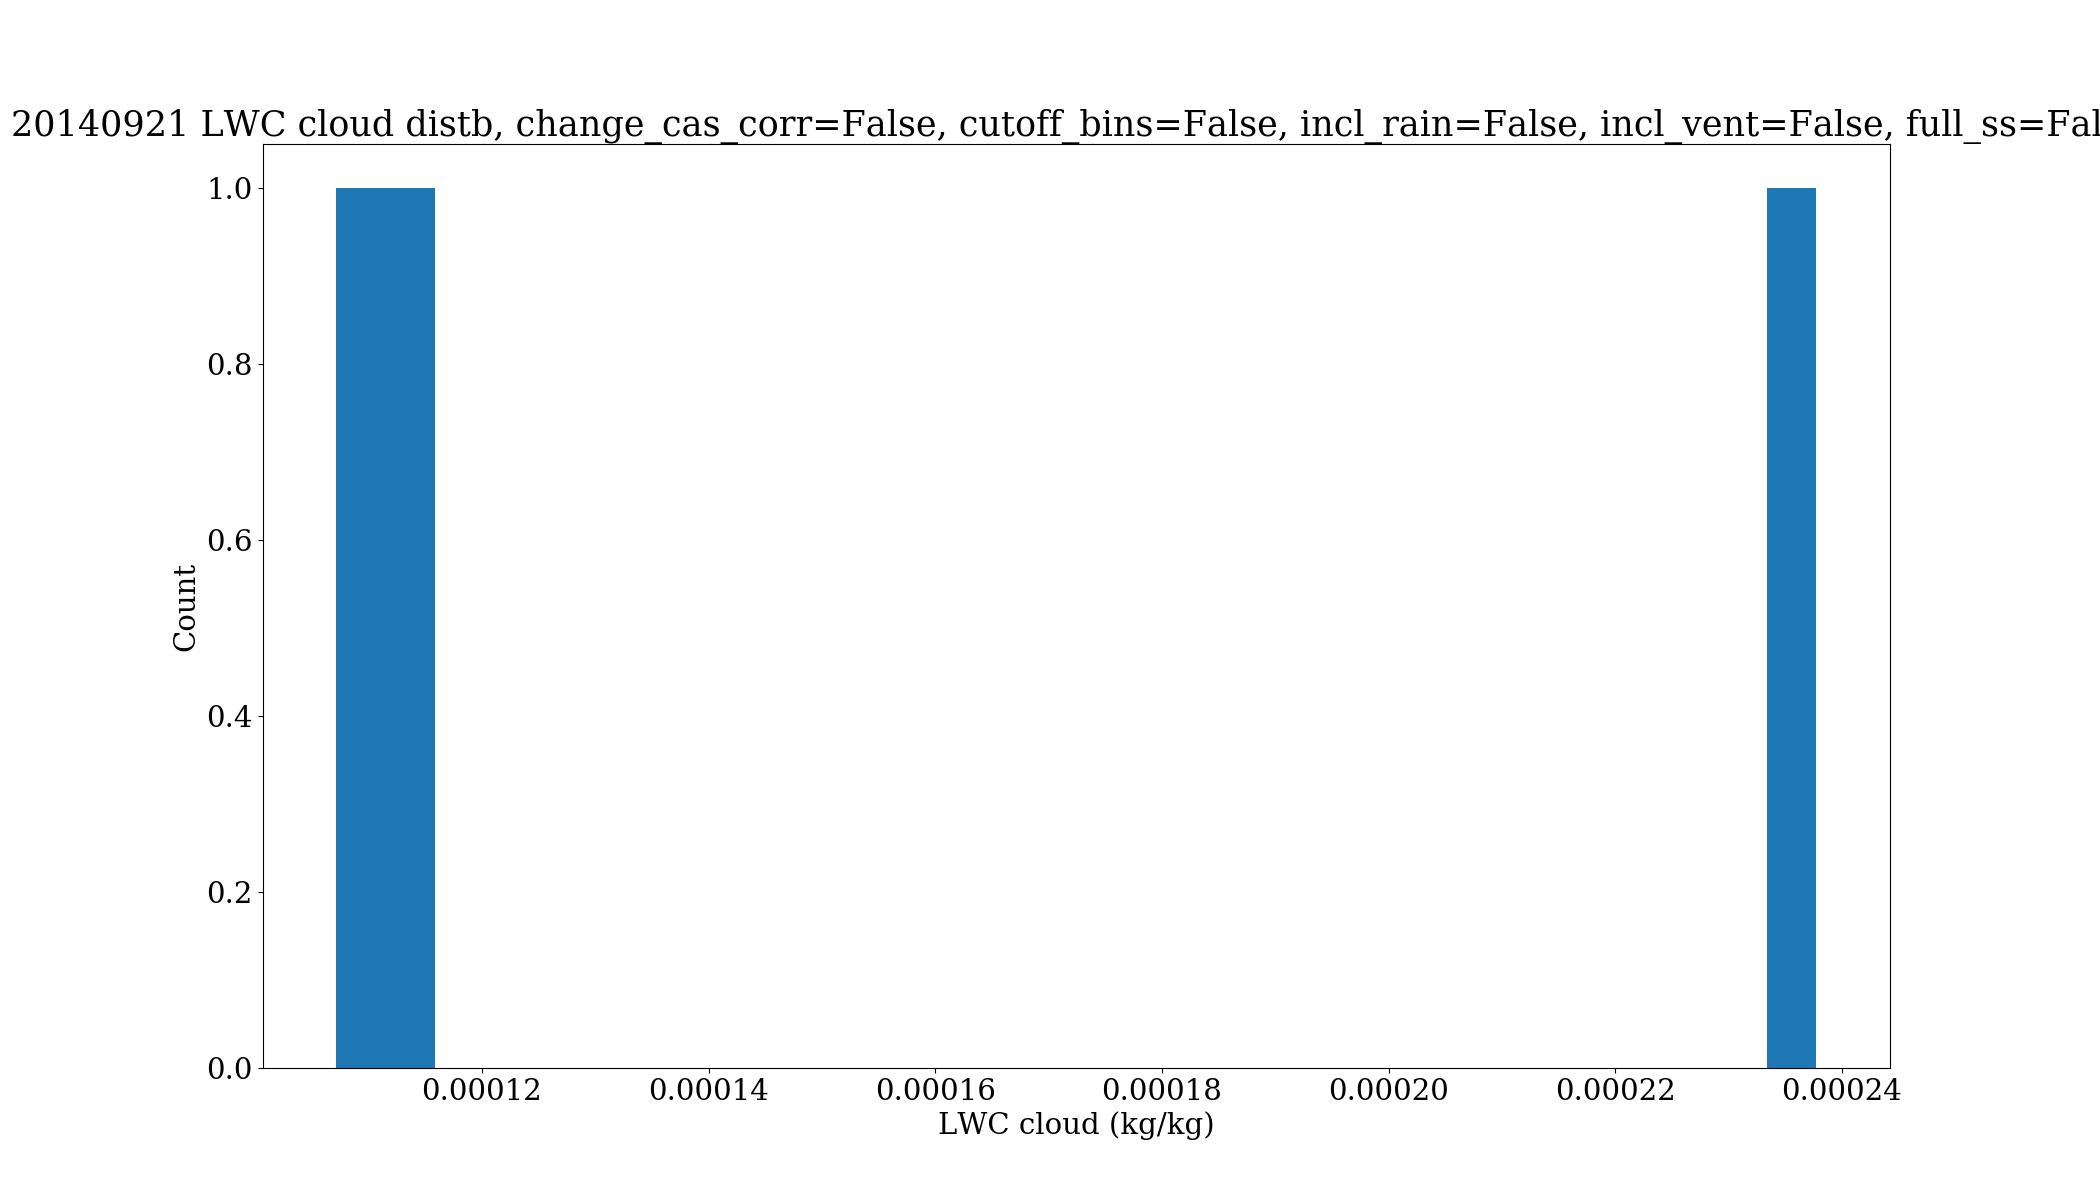 20140921 LWC cloud distb, change_cas_corr=False, cutoff_bins=False, incl_rain=False, incl_vent=False, full_ss=Fal
1.0
0.8
0.6
0.4
0.2
0.0
Count
0.00012 0.00014 0.00016 0.00018 0.00020 0.00022 0.00024
LWC cloud (kg/kg)